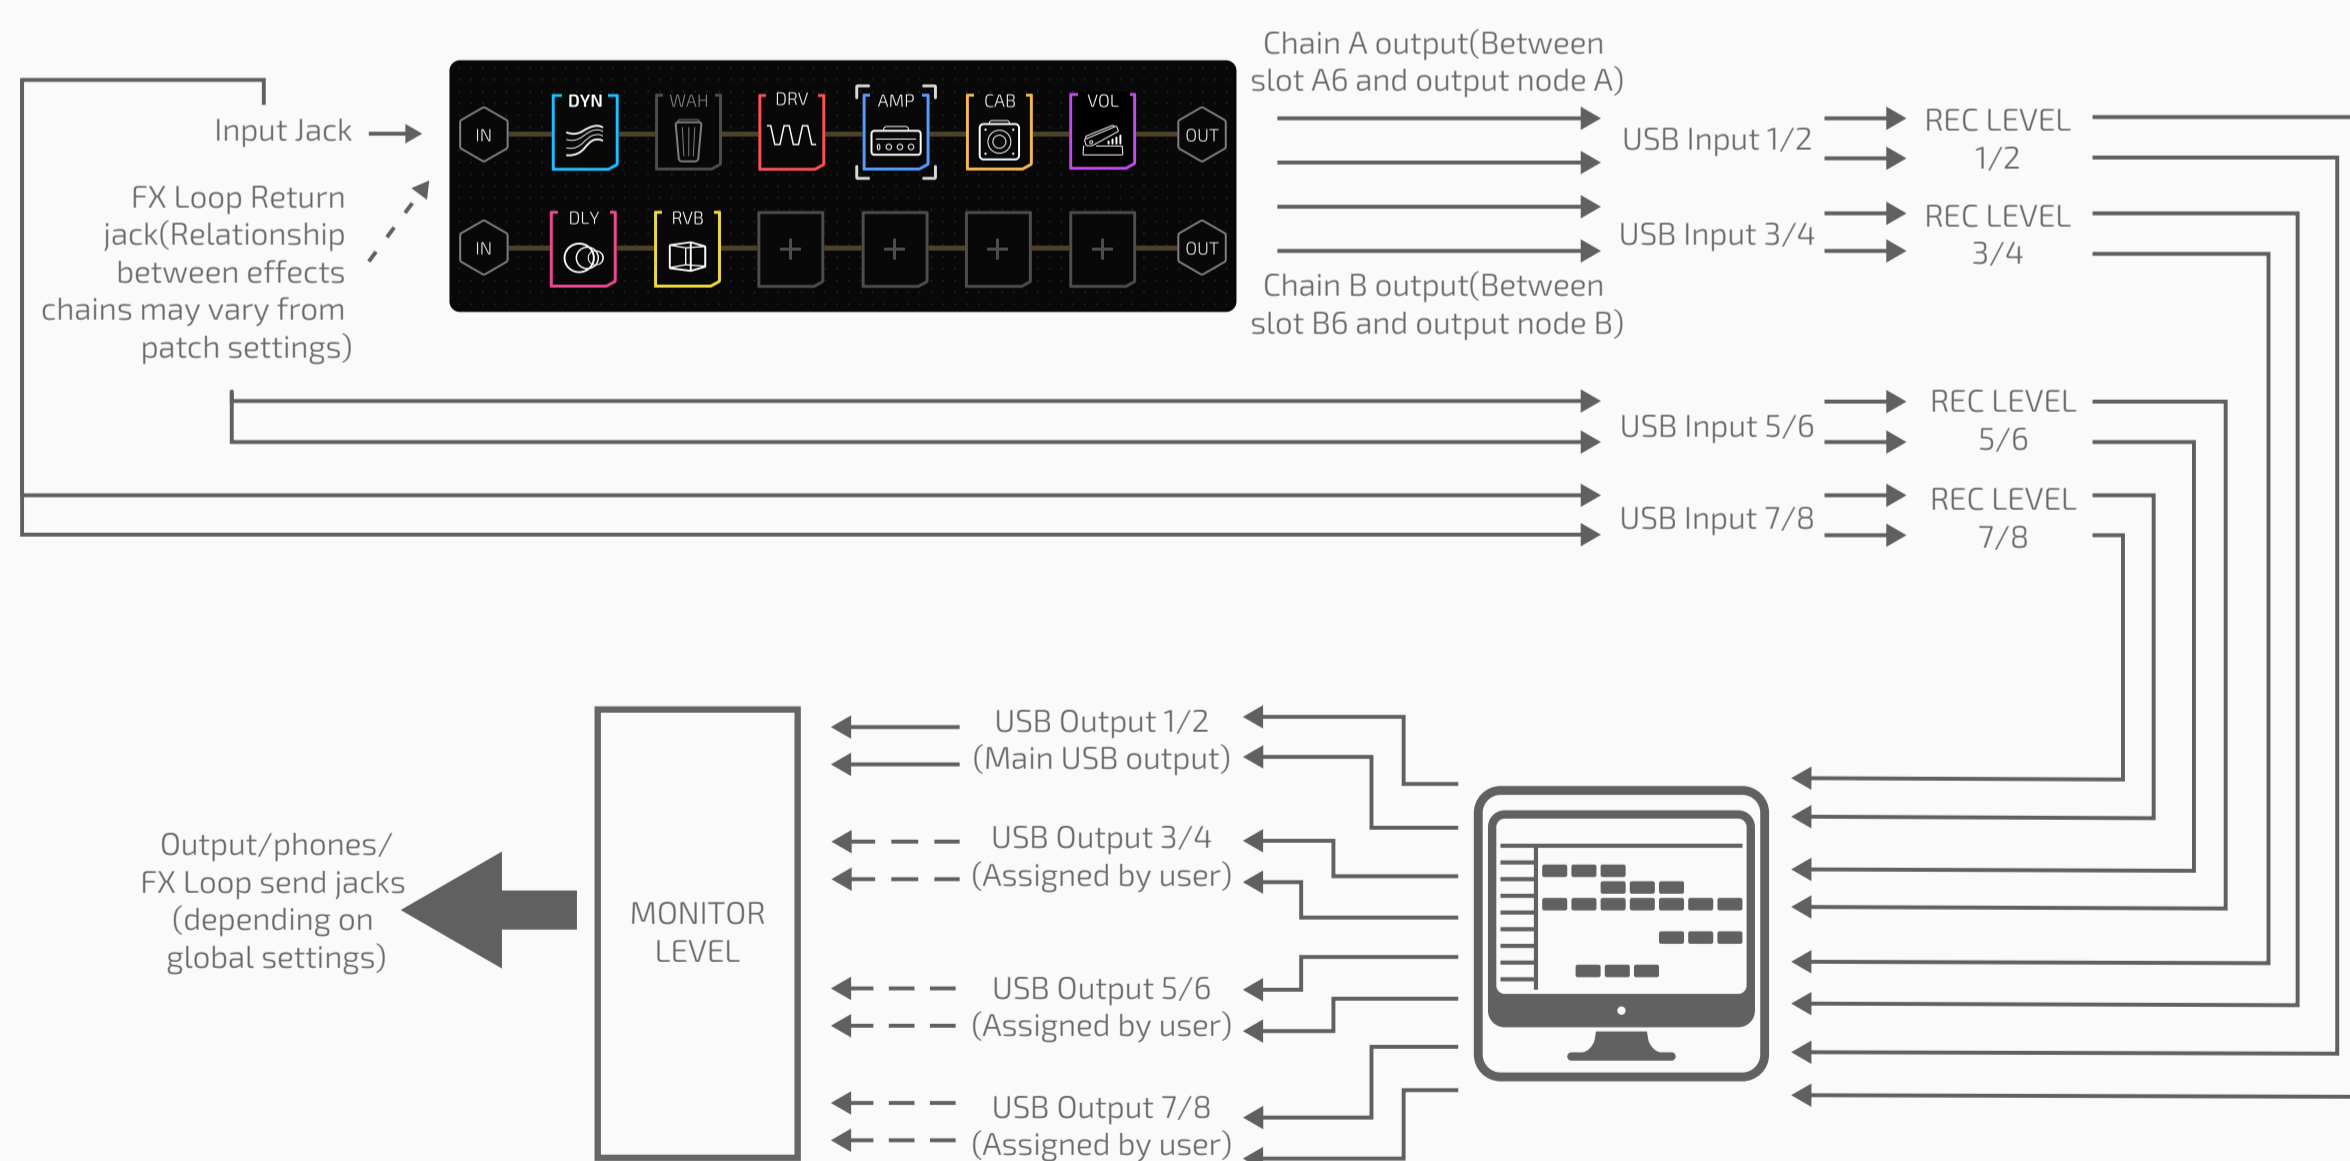 Chain A output(Between
slot A6 and output node A)
Input Jack
IN
DYN
WAH
DRV
AMP
CAB
VOL
OUT
USB Input 1/2
REC LEVEL
1/2
FX Loop Return
jack(Relationship
between effects
chains may vary from
patch settings)
IN
DLY
RVB
+
+
+
+
OUT
USB Input 3/4
REC LEVEL
3/4
Chain B output(Between
slot B6 and output node B)
USB Input 5/6
REC LEVEL
5/6
USB Input 7/8
REC LEVEL
7/8
USB Output 1/2
(Main USB output)
USB Output 3/4
(Assigned by user)
Output/phones/
FX Loop send jacks
(depending on
global settings)
MONITOR
LEVEL
USB Output 5/6
(Assigned by user)
USB Output 7/8
(Assigned by user)